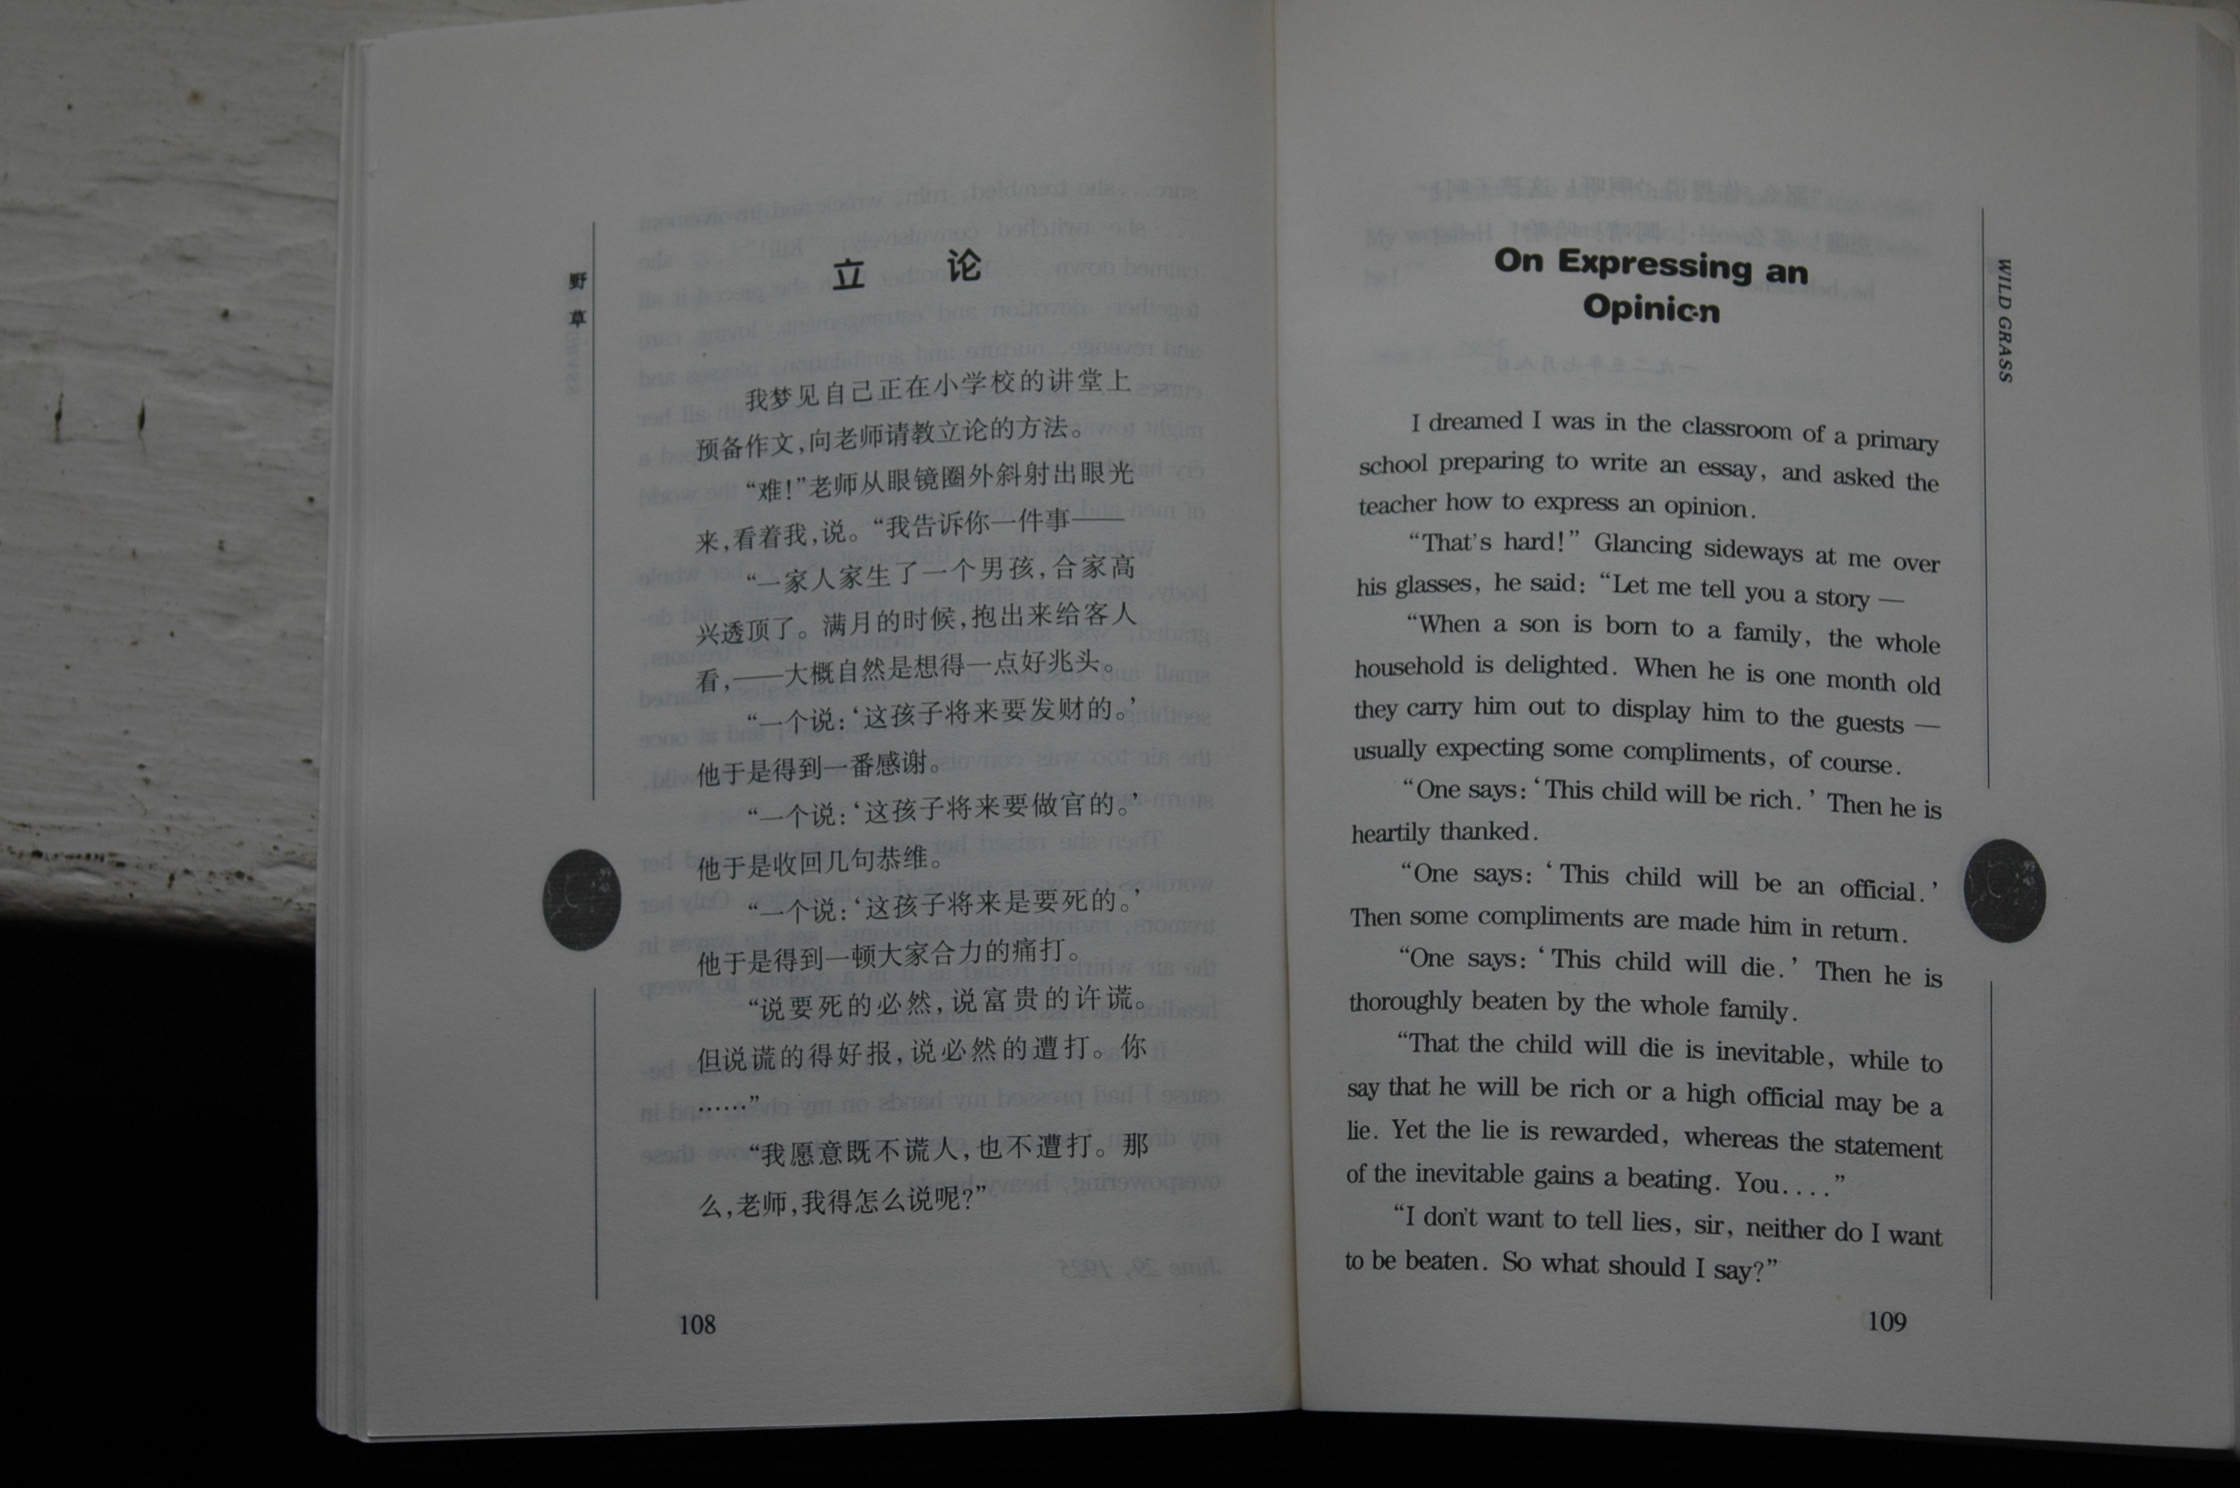 野草
立 论
我梦见自己正在小学校的讲堂上
预备作文,向老师请教立论的方法。
“难!”老师从眼镜圈外斜射出眼光
来,看着我,说。“我告诉你一件事——
“一家人家生了一个男孩,合家高
兴透顶了。满月的时候,抱出来给客人
看,——大概自然是想得一点好兆头。
“一个说:‘这孩子将来要发财的。’
他于是得到一番感谢。
“一个说:‘这孩子将来要做官的。’
他于是收回几句恭维。
“一个说:‘这孩子将来是要死的。’
他于是得到一顿大家合力的痛打。
“说要死的必然,说富贵的许谎。
但说谎的得好报,说必然的遭打。你
……”
“我愿意既不谎人,也不遭打。那
么,老师,我得怎么说呢?”
108
WILD GRASS
On Expressing an
Opinion
I dreamed I was in the classroom of a primary
school preparing to write an essay, and asked the
teacher how to express an opinion.
“That's hard!” Glancing sideways at me over
his glasses, he said: “Let me tell you a story —
“When a son is born to a family, the whole
household is delighted. When he is one month old
they carry him out to display him to the guests —
usually expecting some compliments, of course.
“One says: ‘This child will be rich.’ Then he is
heartily thanked.
“One says: ‘This child will be an official.’
Then some compliments are made him in return.
“One says: ‘This child will die.’ Then he is
thoroughly beaten by the whole family.
“That the child will die is inevitable, while to
say that he will be rich or a high official may be a
lie. Yet the lie is rewarded, whereas the statement
of the inevitable gains a beating. You....”
“I don't want to tell lies, sir, neither do I want
to be beaten. So what should I say?”
109